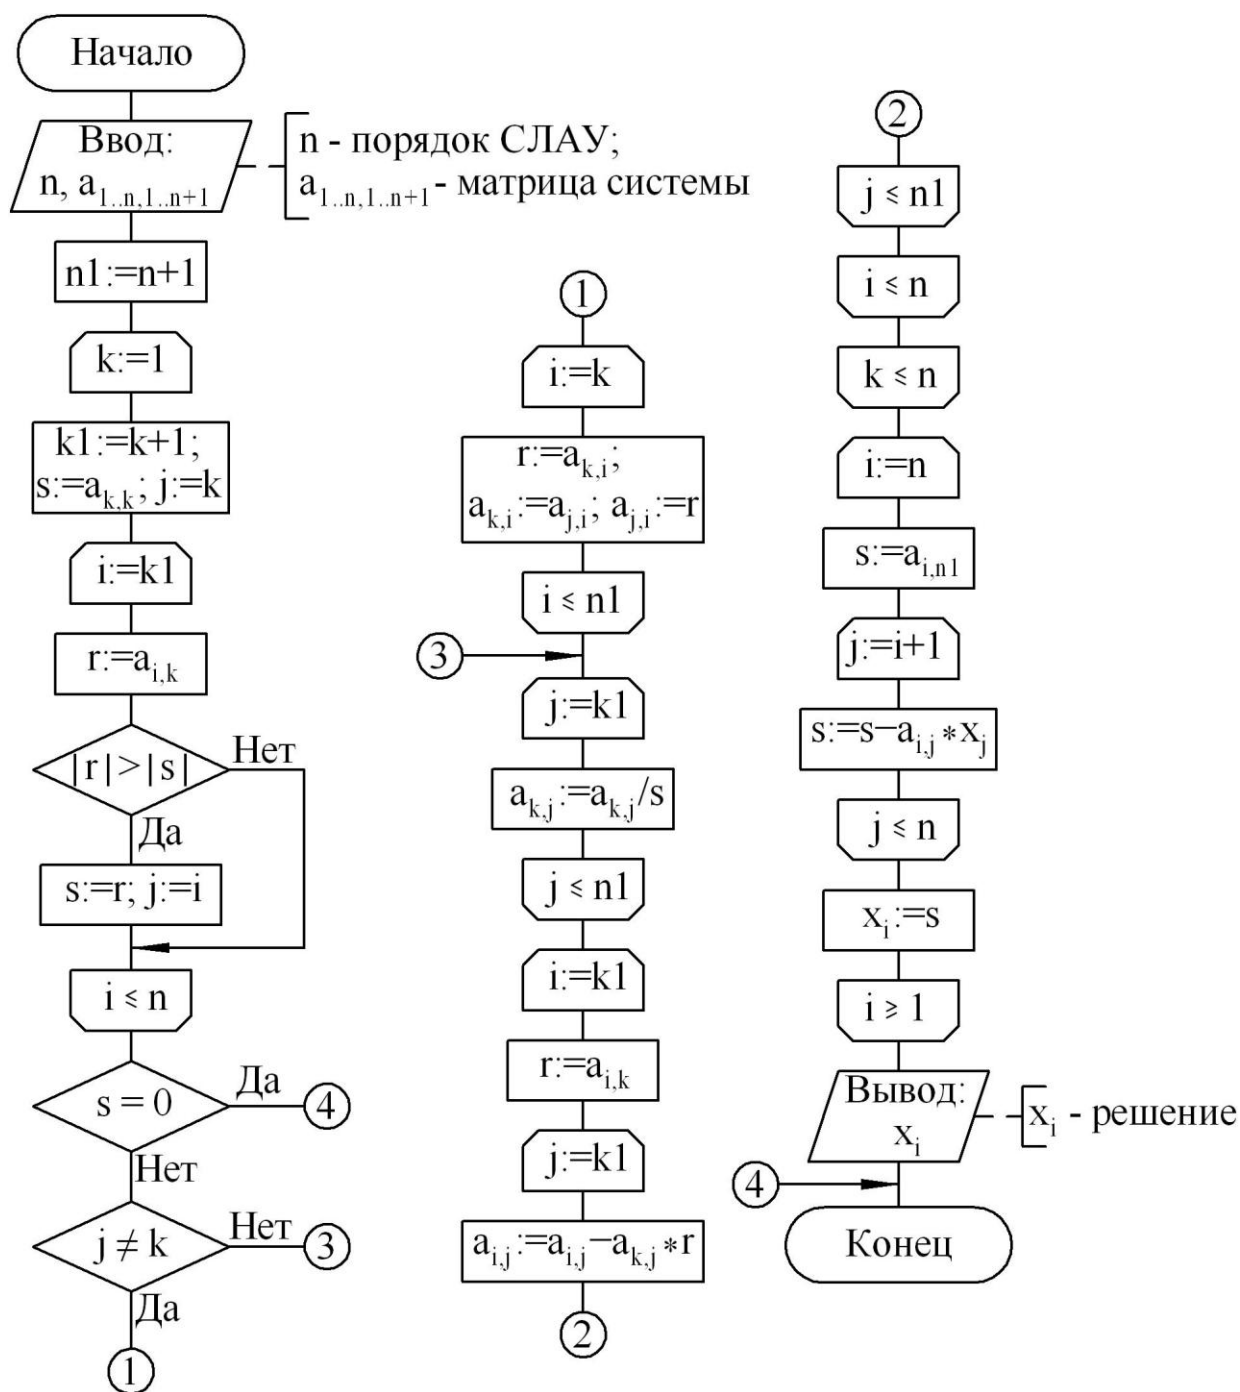 Начало
Ввод:
n, a1..n,1..n+1
n - порядок СЛАУ;
a1..n,1..n+1 - матрица системы
n1:=n+1
k:=1
k1:=k+1;
s:=ak,k; j:=k
i:=k1
r:=ai,k
|r|>|s|
Нет
Да
s:=r; j:=i
i ≤ n
s = 0
Да
4
Нет
j ≠ k
Нет
3
Да
1
1
i:=k
r:=ak,i;
ak,i:=aj,i; aj,i:=r
i ≤ n1
3
j:=k1
ak,j:=ak,j/s
j ≤ n1
i:=k1
r:=ai,k
j:=k1
ai,j:=ai,j−ak,j*r
2
2
j ≤ n1
i ≤ n
k ≤ n
i:=n
s:=ai,n1
j:=i+1
s:=s−ai,j*xj
j ≤ n
xi:=s
i ≥ 1
Вывод:
xi
xi - решение
4
Конец